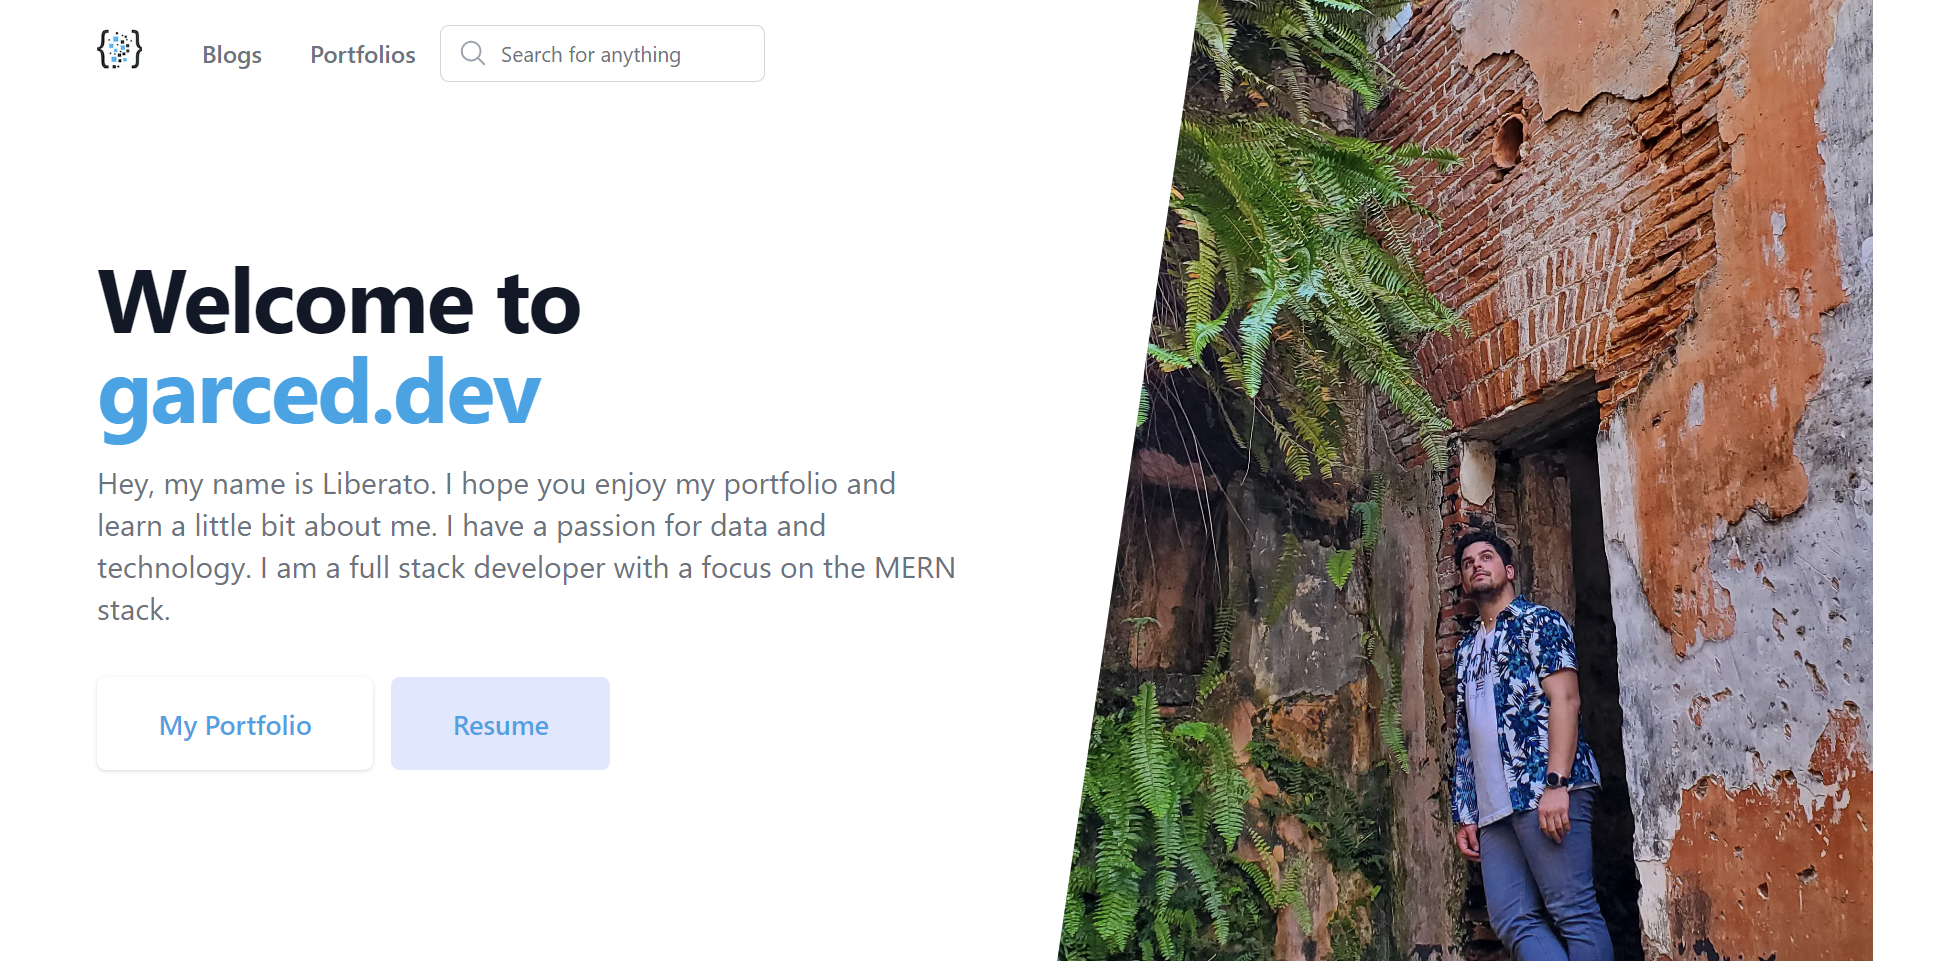 Blogs
Portfolios
Search for anything
Welcome to
garced.dev
Hey, my name is Liberato. I hope you enjoy my portfolio and
learn a little bit about me. I have a passion for data and
technology. I am a full stack developer with a focus on the MERN
stack.
My Portfolio
Resume